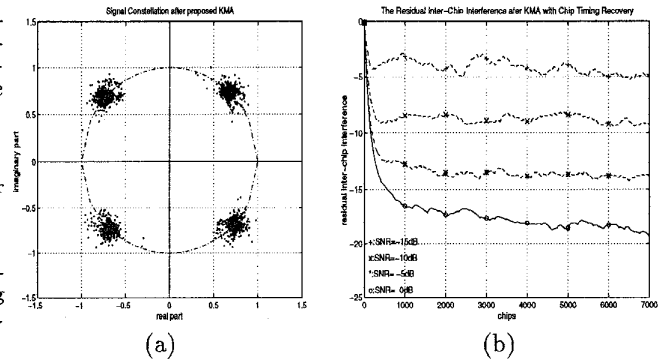 Signal Constellation after proposed KMA
1.5
1
0.5
0
-0.5
-1
-1.5
imaginary part
-1.5 -1 -0.5 0 0.5 1 1.5
real part
(a)
The Residual Inter-Chip Interference afer KMA with Chip Timing Recovery
0
-5
-10
-15
-20
-25
residual inter-chip interference
+:SNR=-15dB
x:SNR=-10dB
*:SNR=-5dB
o:SNR= 0dB
0 1000 2000 3000 4000 5000 6000 7000
chips
(b)